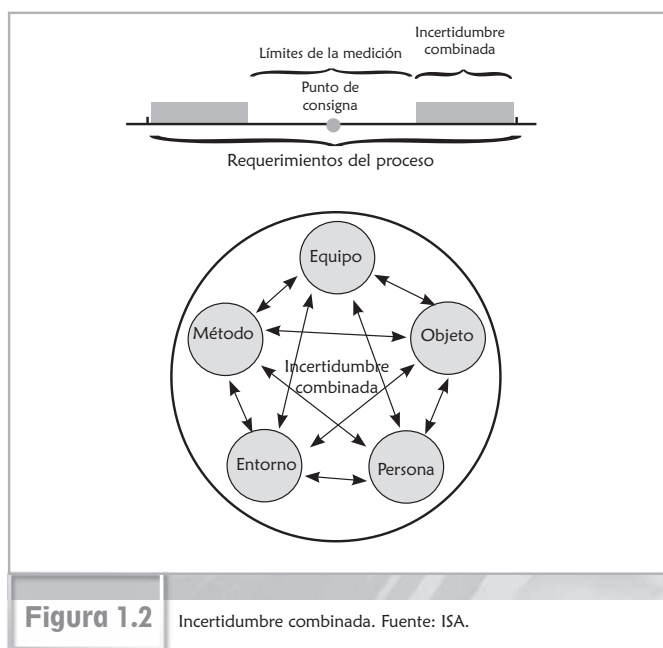 Incertidumbre
combinada
Límites de la medición
Punto de
consigna
Requerimientos del proceso
Equipo
Método
Objeto
Incertidumbre
combinada
Entorno
Persona
Figura 1.2 Incertidumbre combinada. Fuente: ISA.